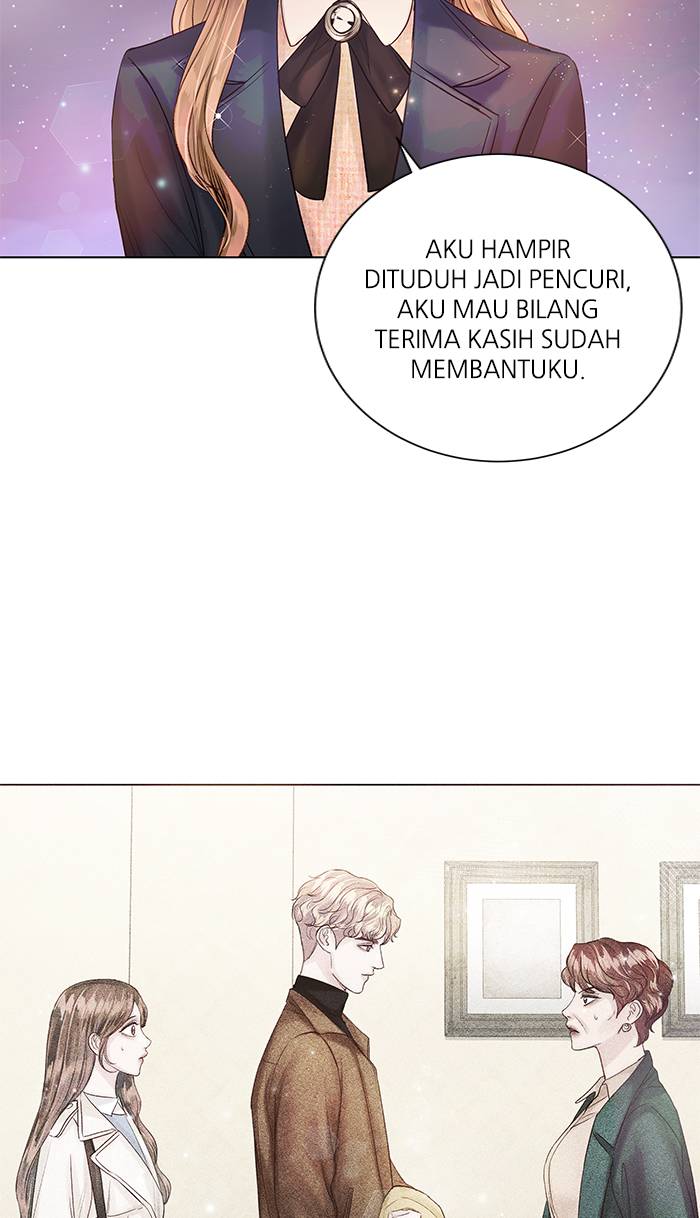 AKU HAMPIR
DITUDUH JADI PENCURI,
AKU MAU BILANG
TERIMA KASIH SUDAH
MEMBANTUKU.